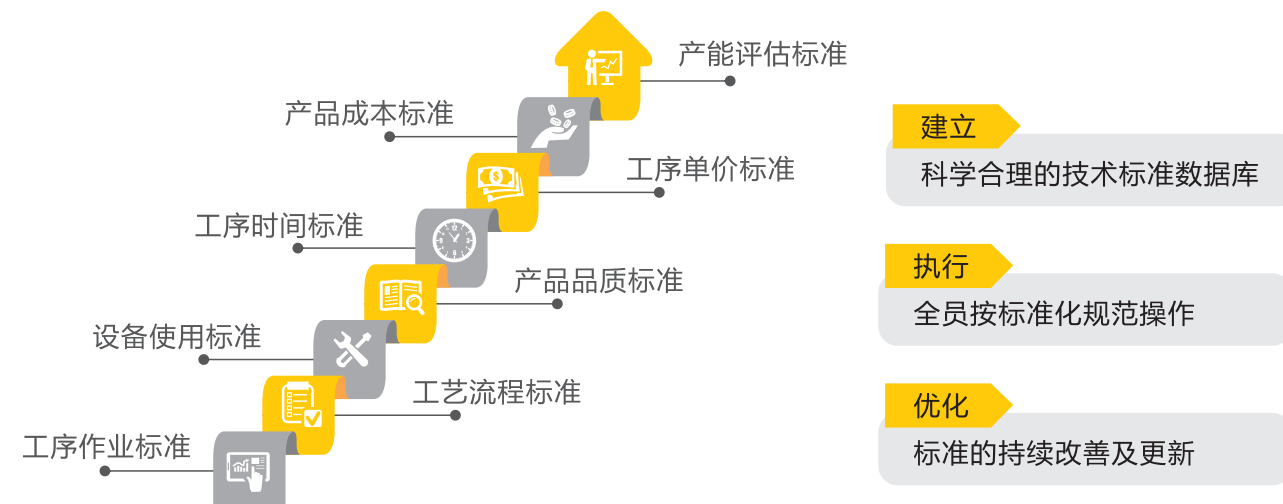 产能评估标准
产品成本标准
工序单价标准
工序时间标准
产品品质标准
设备使用标准
工艺流程标准
工序作业标准
建立
科学合理的技术标准数据库
执行
全员按标准化规范操作
优化
标准的持续改善及更新